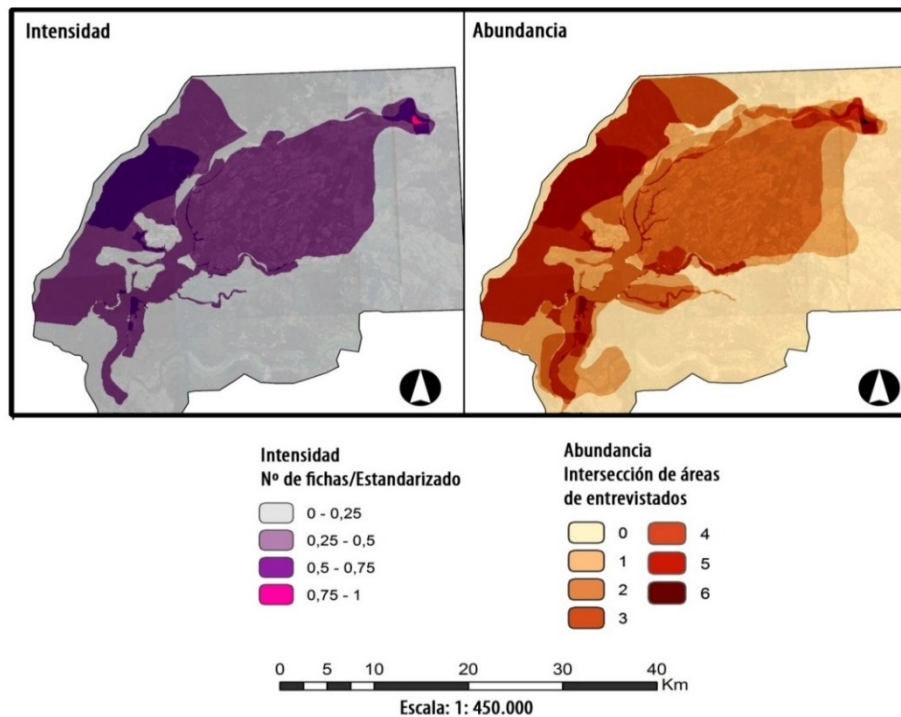 Intensidad
Abundancia
Intensidad
Nº de fichas/Estandarizado
0 - 0,25
0,25 - 0,5
0,5 - 0,75
0,75 - 1
Abundancia
Intersección de áreas
de entrevistados
0
1
2
3
4
5
6
0 5 10 20 30 40
Km
Escala: 1: 450.000